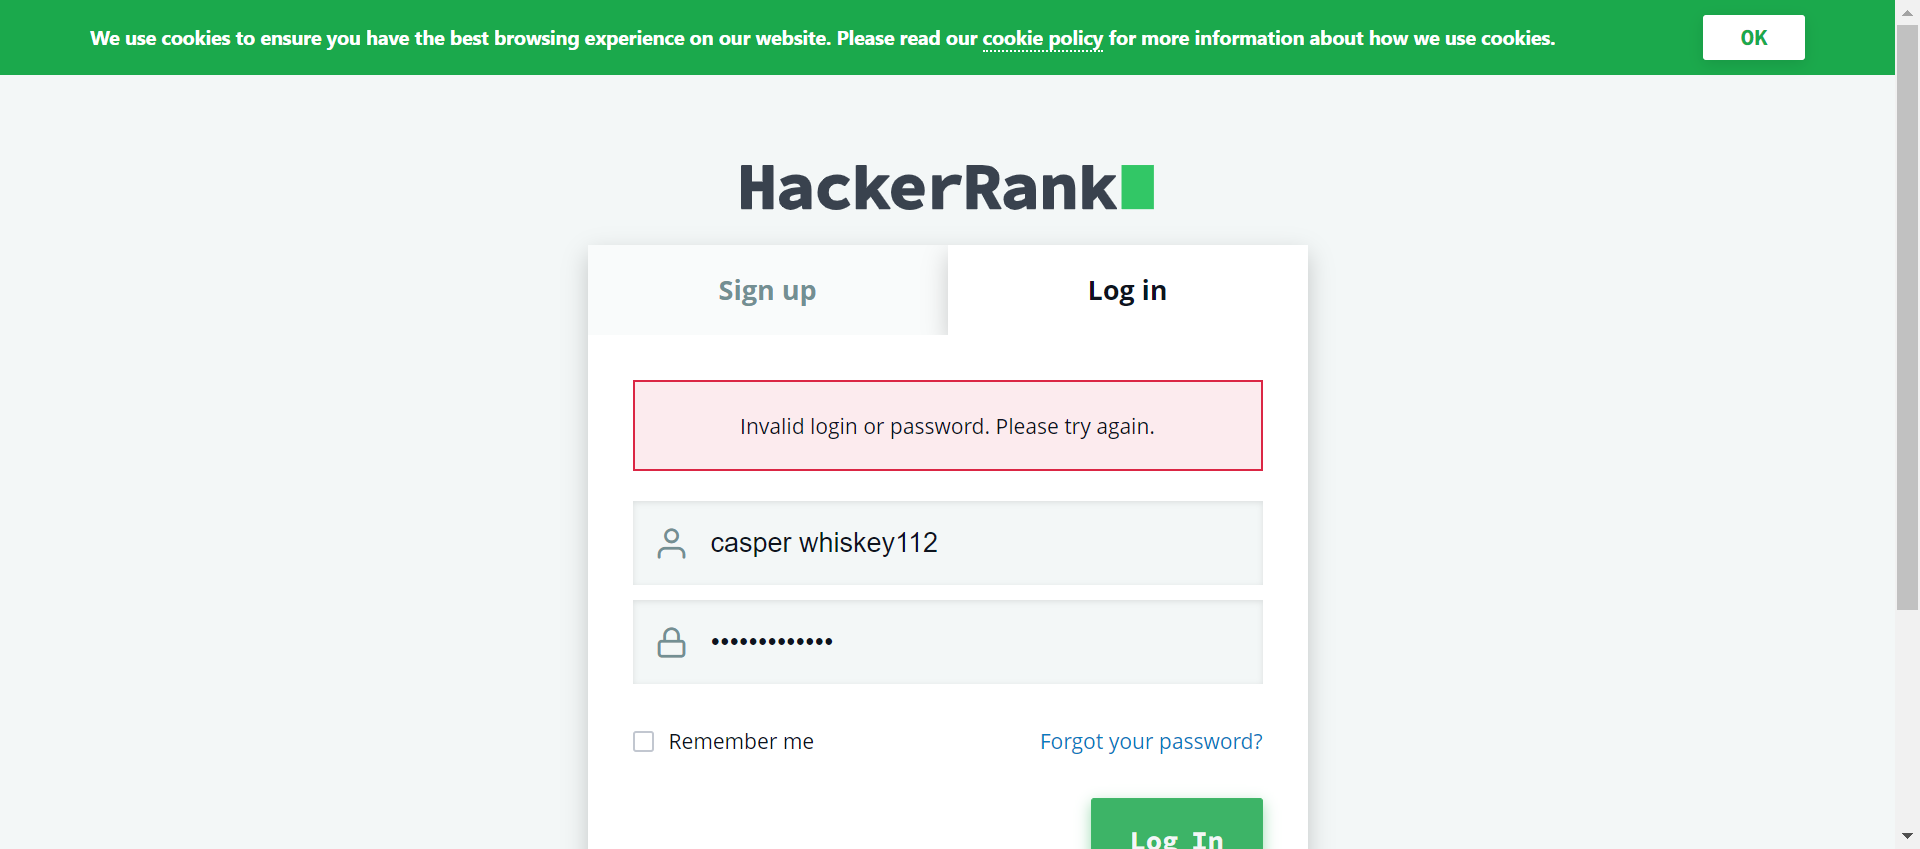 We use cookies to ensure you have the best browsing experience on our website. Please read our cookie policy for more information about how we use cookies.
OK
HackerRank
Sign up
Log in
Invalid login or password. Please try again.
casper whiskey112
•••••••••••••
Remember me
Forgot your password?
Log In